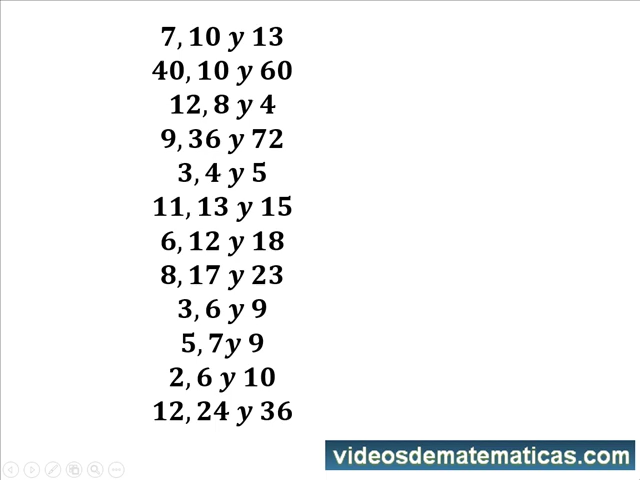 7, 10 y 13
40, 10 y 60
12, 8 y 4
9, 36 y 72
3, 4 y 5
11, 13 y 15
6, 12 y 18
8, 17 y 23
3, 6 y 9
5, 7y 9
2, 6 y 10
12, 24 y 36
videosdematematicas.com